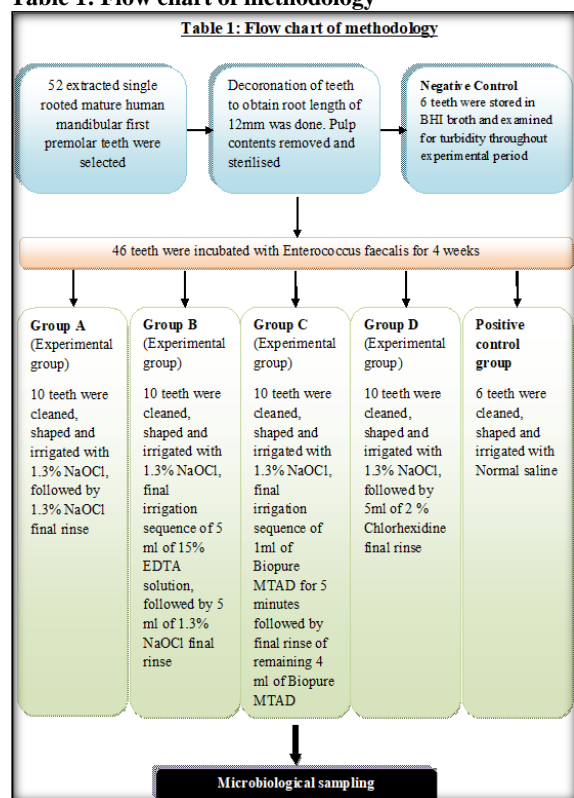 Table 1: Flow chart of methodology
Table 1: Flow chart of methodology
52 extracted single
rooted mature human
mandibular first
premolar teeth were
selected
Decoronation of teeth
to obtain root length of
12mm was done. Pulp
contents removed and
sterilised
Negative Control
6 teeth were stored in
BHI broth and examined
for turbidity throughout
experimental period
46 teeth were incubated with Enterococcus faecalis for 4 weeks
Group A
(Experimental
group)
10 teeth were
cleaned,
shaped and
irrigated with
1.3% NaOCl,
followed by
1.3% NaOCl
final rinse
Group B
(Experimental
group)
10 teeth were
cleaned,
shaped and
irrigated with
1.3% NaOCl,
final
irrigation
sequence of 5
ml of 15%
EDTA
solution,
followed by 5
ml of 1.3%
NaOCl final
rinse
Group C
(Experimental
group)
10 teeth were
cleaned,
shaped and
irrigated with
1.3% NaOCl,
final
irrigation
sequence of
1ml of
Biopure
MTAD for 5
minutes
followed by
final rinse of
remaining 4
ml of Biopure
MTAD
Group D
(Experimental
group)
10 teeth were
cleaned,
shaped and
irrigated with
1.3% NaOCl,
followed by
5ml of 2 %
Chlorhexidine
final rinse
Positive
control
group
6 teeth were
cleaned,
shaped and
irrigated with
Normal saline
Microbiological sampling